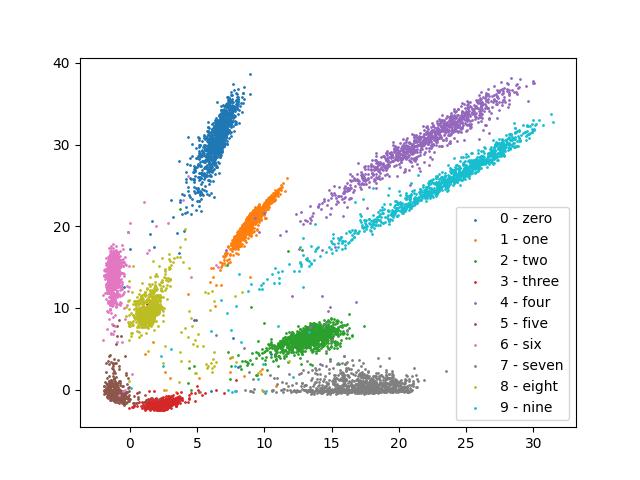 40
30
20
10
0
0 - zero
1 - one
2 - two
3 - three
4 - four
5 - five
6 - six
7 - seven
8 - eight
9 - nine
0 5 10 15 20 25 30